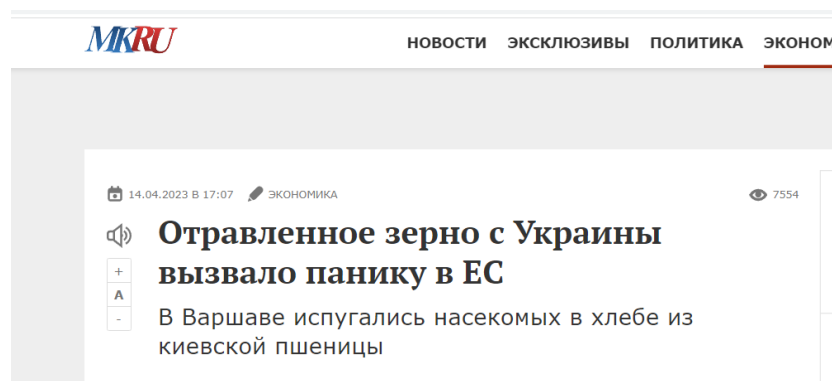 MKRU
НОВОСТИ ЭКСКЛЮЗИВЫ ПОЛИТИКА ЭКОНОМ
14.04.2023 В 17:07 ЭКОНОМИКА 7554
Отравленное зерно с Украины
вызвало панику в ЕС
+
А
-
В Варшаве испугались насекомых в хлебе из
киевской пшеницы